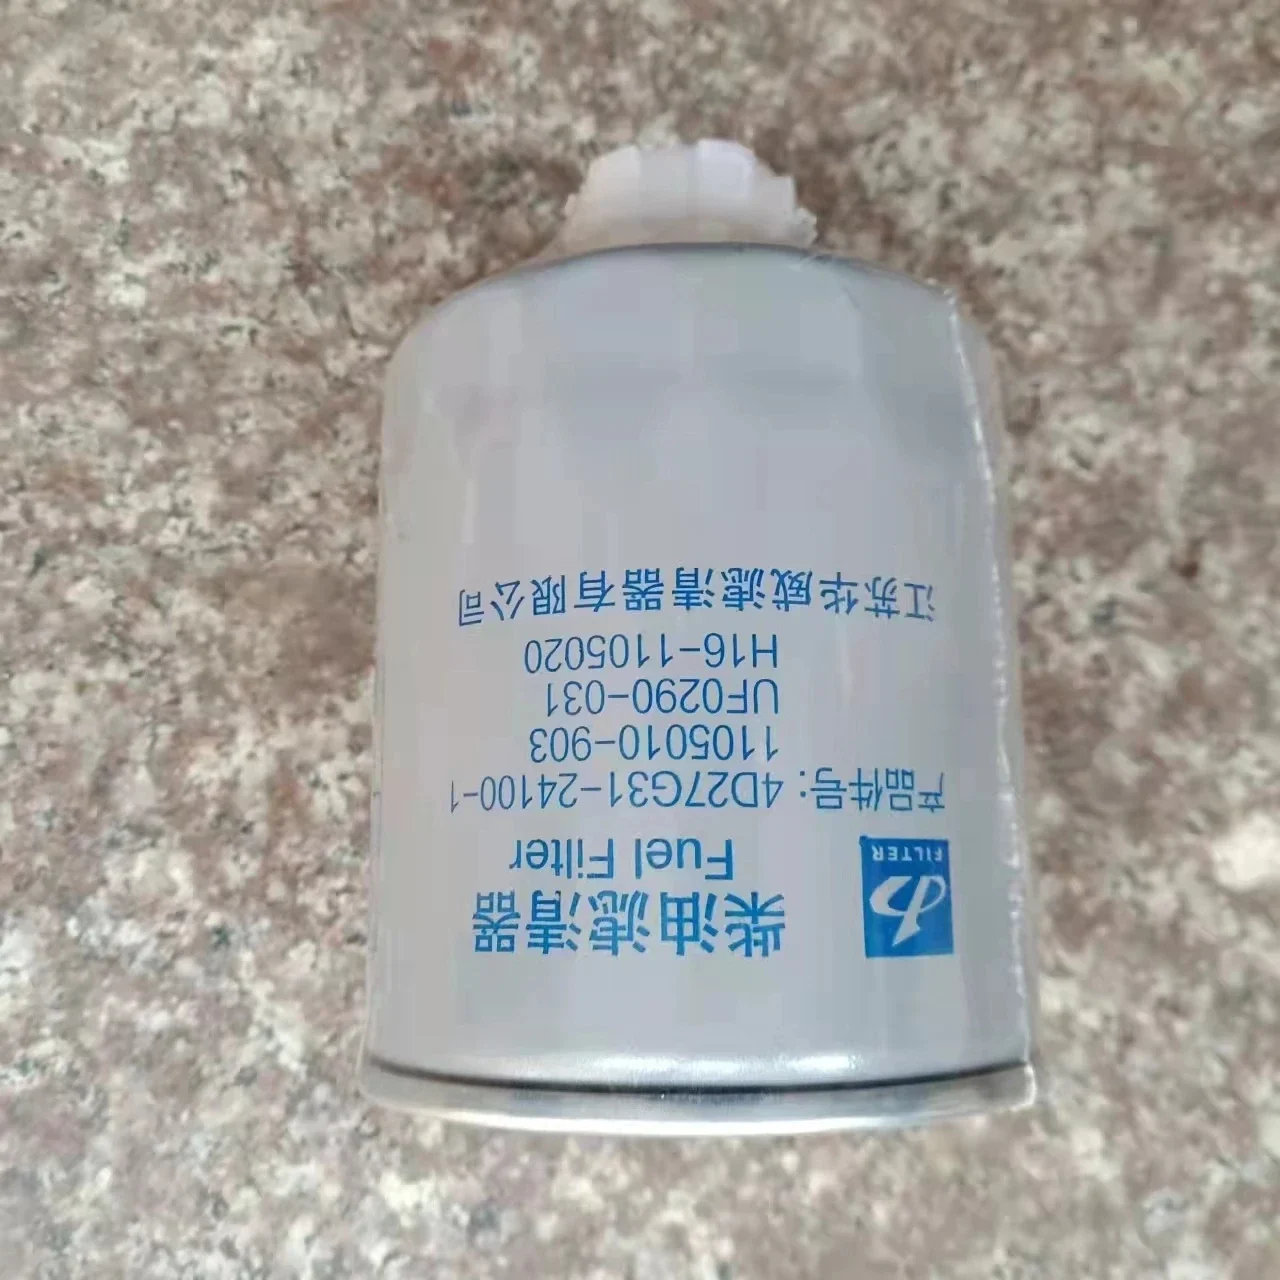 柴油滤清器
Fuel Filter
FILTER
产品件号：4D27G31-24100-1
1105010-903
UF0290-031
H16-1105020
江苏华威滤清器有限公司